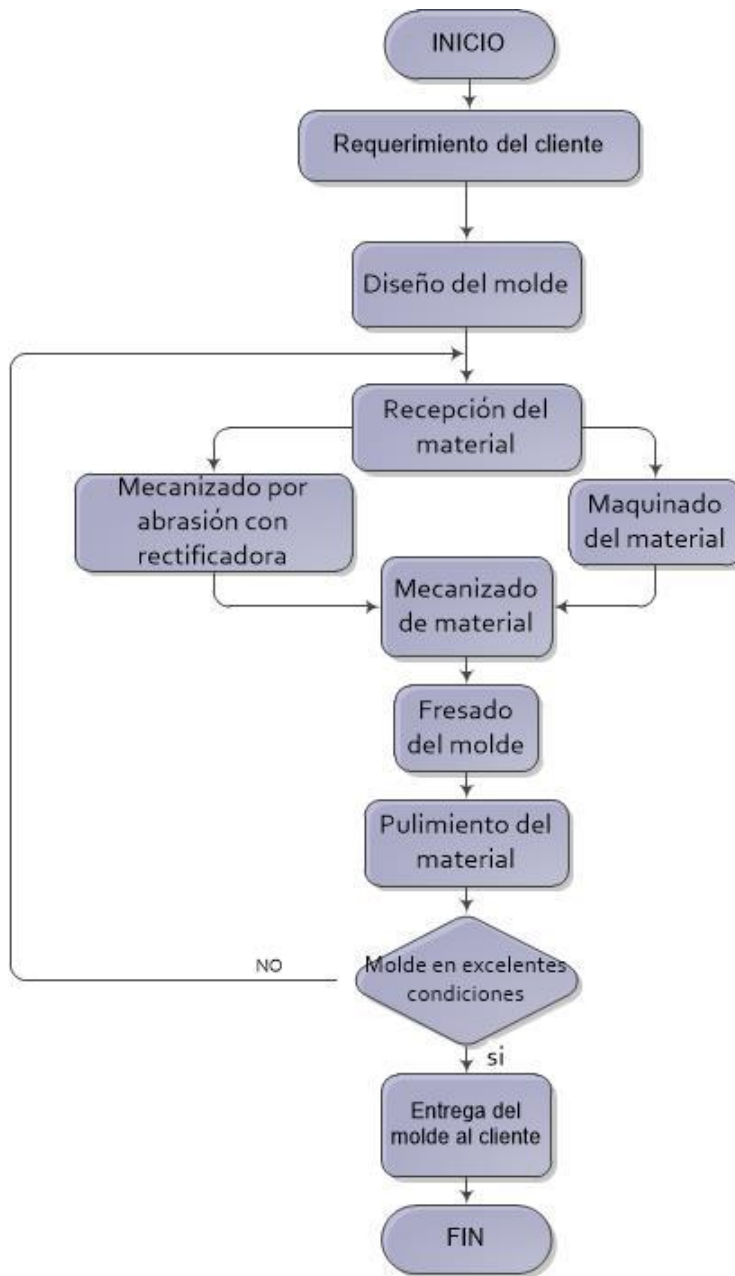 INICIO
Requerimiento del cliente
Diseño del molde
Recepción del
material
Mecanizado por
abrasión con
rectificadora
Maquinado
del material
Mecanizado
de material
Fresado
del molde
Pulimiento del
material
Molde en excelentes
condiciones
NO
si
Entrega del
molde al cliente
FIN